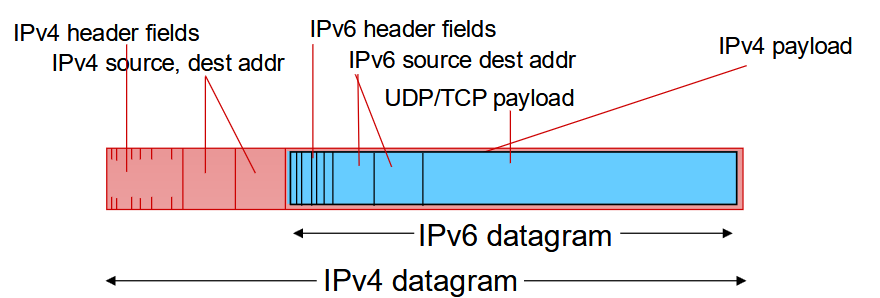 IPv4 header fields
IPv4 source, dest addr
IPv6 header fields
IPv6 source dest addr
UDP/TCP payload
IPv4 payload
IPv6 datagram
IPv4 datagram